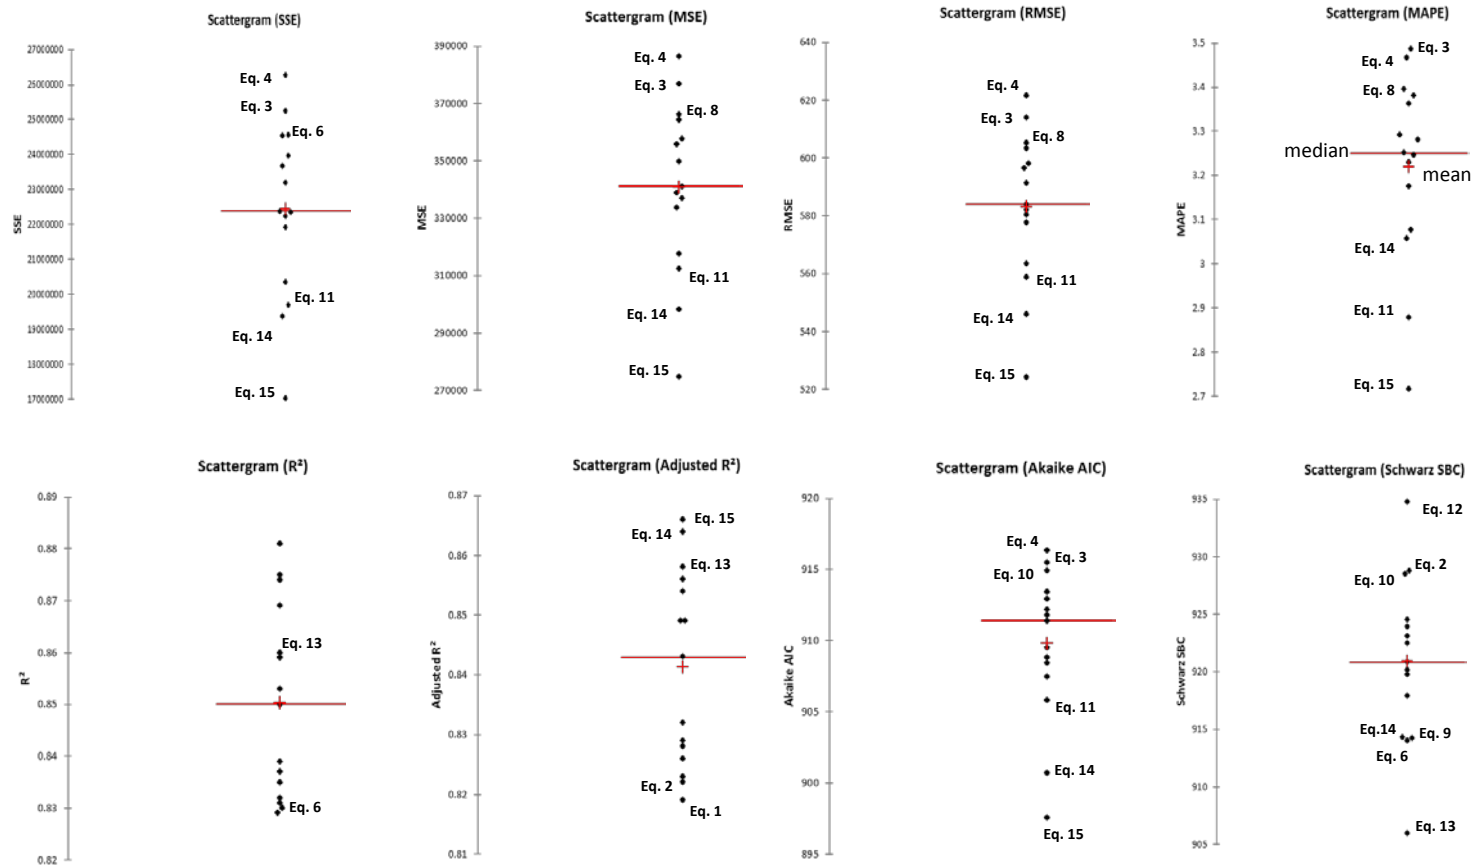 Scattergram (SSE)
27000000
26000000
25000000
24000000
23000000
22000000
21000000
20000000
19000000
18000000
17000000
SSE
Eq. 4
Eq. 3
Eq. 6
Eq. 11
Eq. 14
Eq. 15
Scattergram (MSE)
390000
370000
350000
330000
310000
290000
270000
MSE
Eq. 4
Eq. 3
Eq. 8
Eq. 11
Eq. 14
Eq. 15
Scattergram (RMSE)
640
620
600
580
560
540
520
RMSE
Eq. 4
Eq. 3
Eq. 8
Eq. 11
Eq. 14
Eq. 15
Scattergram (MAPE)
3.5
3.4
3.3
3.2
3.1
3
2.9
2.8
2.7
MAPE
Eq. 3
Eq. 4
Eq. 8
median
mean
Eq. 14
Eq. 11
Eq. 15
Scattergram (R²)
0.89
0.88
0.87
0.86
0.85
0.84
0.83
0.82
R²
Eq. 13
Eq. 6
Scattergram (Adjusted R²)
0.87
0.86
0.85
0.84
0.83
0.82
0.81
Adjusted R²
Eq. 15
Eq. 14
Eq. 13
Eq. 2
Eq. 1
Scattergram (Akaike AIC)
920
915
910
905
900
895
Akaike AIC
Eq. 4
Eq. 3
Eq. 10
Eq. 11
Eq. 14
Eq. 15
Scattergram (Schwarz SBC)
935
930
925
920
915
910
905
Schwarz SBC
Eq. 12
Eq. 2
Eq. 10
Eq.14
Eq. 9
Eq. 6
Eq. 13